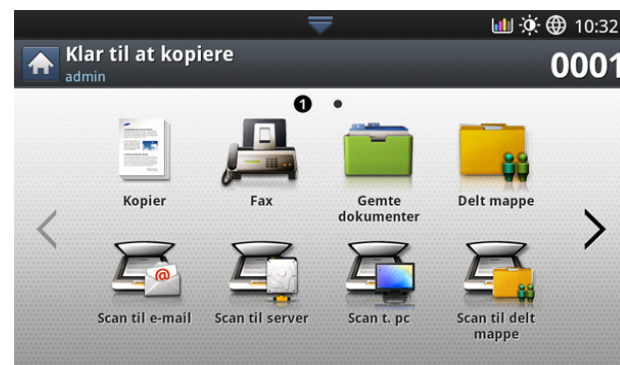 10:32
Klar til at kopiere
admin
0001
1
Kopier
Fax
Gemte
dokumenter
Delt mappe
@
Scan til e-mail
Scan til server
Scan t. pc
Scan til delt
mappe